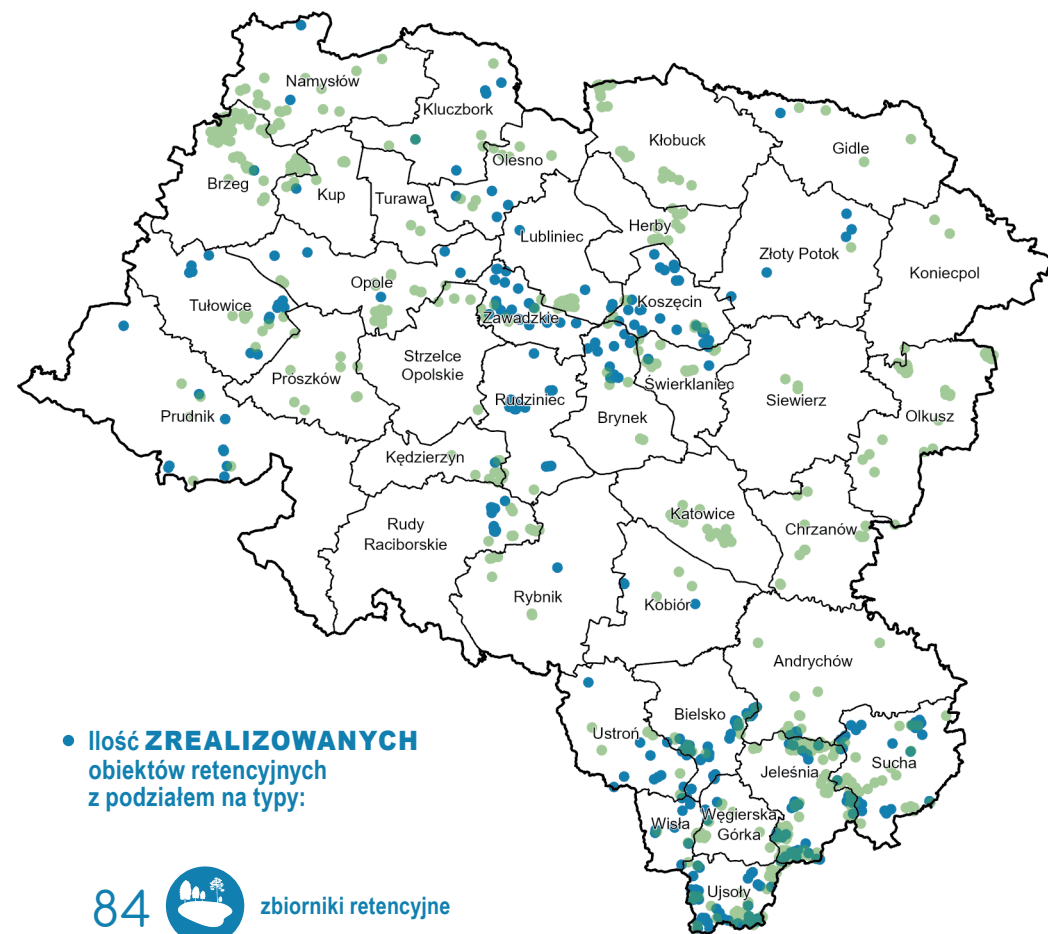 Namysłów
Kluczbork
Kłobuck
Gidle
Olesno
Brzeg
Kup
Turawa
Herby
Lubliniec
Złoty Potok
Koniecpol
Opole
Tułowice
Koszęcin
Zawadzkie
Strzelce
Opolskie
Proszków
Świerklaniec
Siewierz
Rudziniec
Olkusz
Prudnik
Brynek
Kędzierzyn
Katowice
Rudy
Raciborskie
Chrzanów
Rybnik
Kobiór
Andrychów
Bielsko
Ustroń
Jeleśnia
Sucha
Wisła
Węgierska
Górka
Ujsoły
Ilość ZREALIZOWANYCH
obiektów retencyjnych
z podziałem na typy:
84 zbiorniki retencyjne